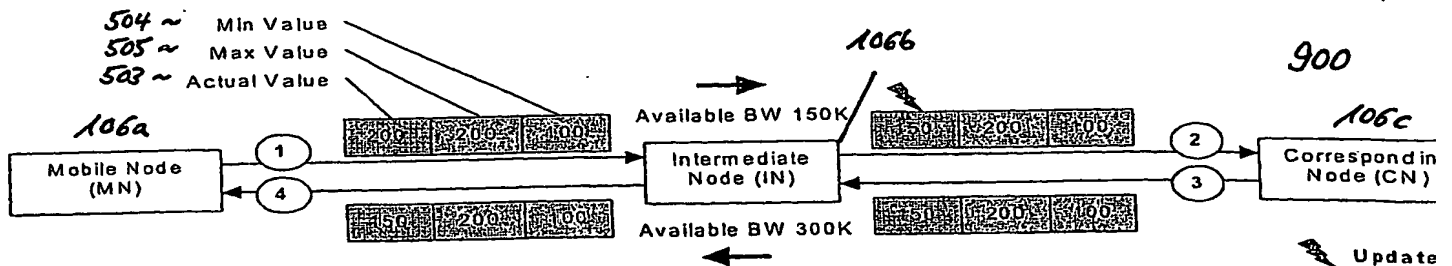 504 ~ Min Value
505 ~ Max Value
503 ~ Actual Value
106b
900
106a
106c
200 200 100
Available BW 150K
150 200 100
1
2
Mobile Node
(MN)
Intermediate
Node (IN)
Correspondin
Node (CN)
4
3
150 200 100
Available BW 300K
150 200 100
Update